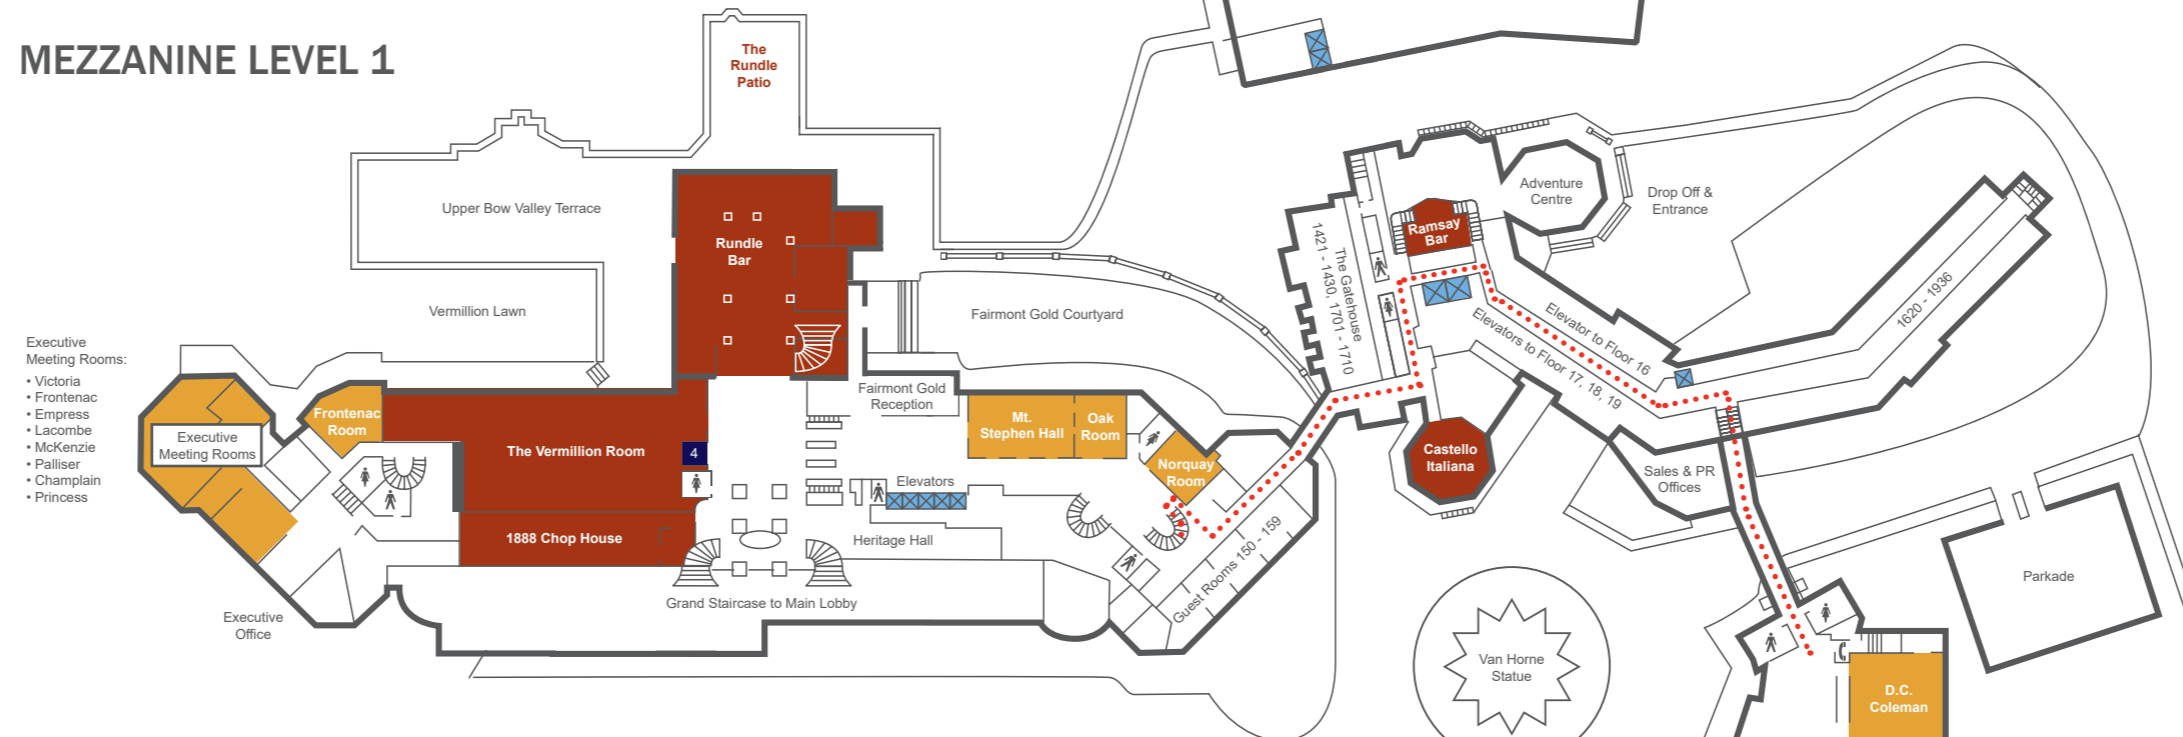 MEZZANINE LEVEL 1
The
Rundle
Patio
Upper Bow Valley Terrace
Rundle
Bar
Vermillion Lawn
Fairmont Gold Courtyard
Executive
Meeting Rooms:
• Victoria
• Frontenac
• Empress
• Lacombe
• McKenzie
• Palliser
• Champlain
• Princess
Executive
Meeting Rooms
Frontenac
Room
The Vermillion Room
4
1888 Chop House
Fairmont Gold
Reception
Mt.
Stephen Hall
Oak
Room
Norquay
Room
Elevators
Heritage Hall
Grand Staircase to Main Lobby
Executive
Office
Guest Rooms 150 - 159
The Gatehouse
1421 - 1430, 1701 - 1710
Ramsay
Bar
Adventure
Centre
Drop Off &
Entrance
Elevator to Floor 16
Elevators to Floor 17, 18, 19
1620 - 1936
Castello
Italiana
Sales & PR
Offices
Van Horne
Statue
Parkade
D.C.
Coleman